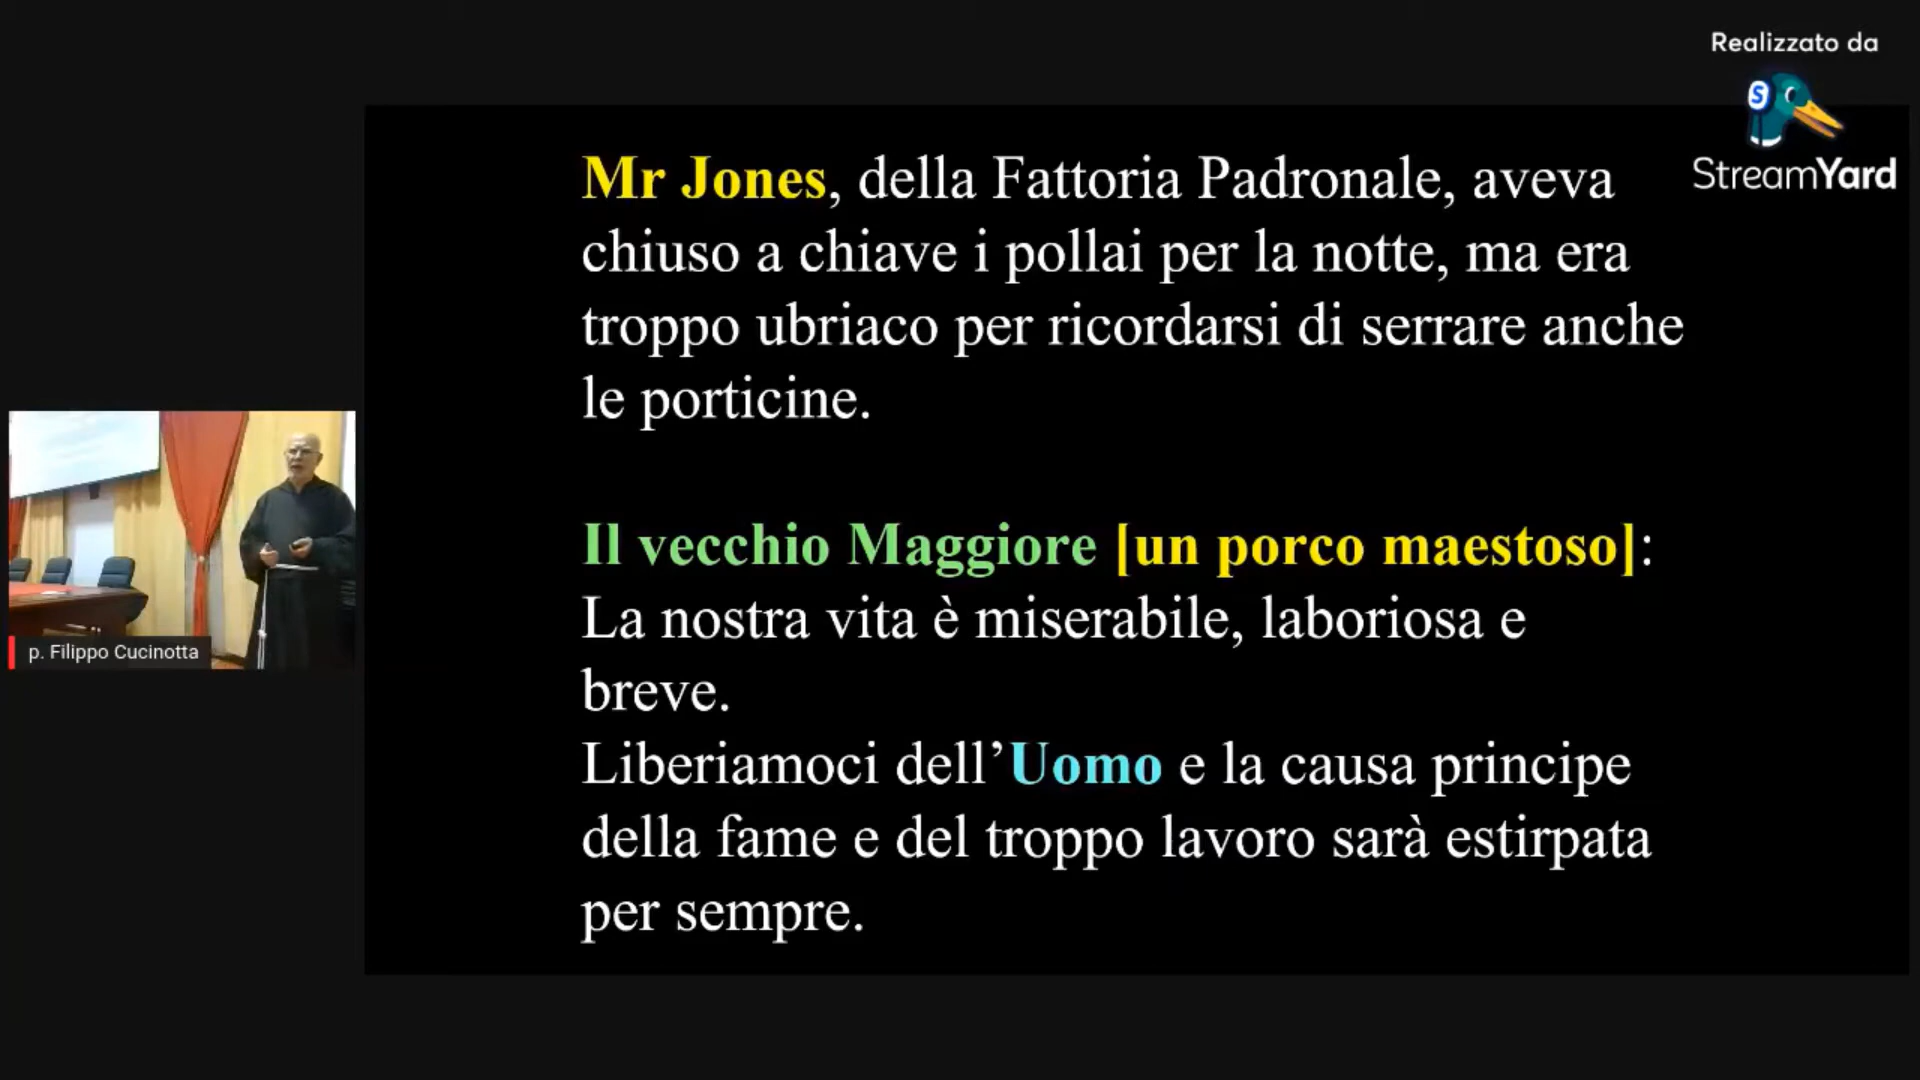 Realizzato da
StreamYard
Mr Jones, della Fattoria Padronale, aveva
chiuso a chiave i pollai per la notte, ma era
troppo ubriaco per ricordarsi di serrare anche
le porticine.
Il vecchio Maggiore [un porco maestoso]:
La nostra vita è miserabile, laboriosa e
breve.
Liberiamoci dell’Uomo e la causa principe
della fame e del troppo lavoro sarà estirpata
per sempre.
p. Filippo Cucinotta